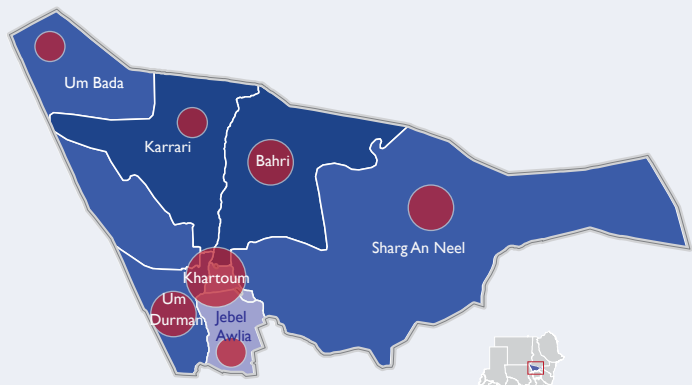 Um Bada
Karrari
Bahri
Sharg An Neel
Khartoum
Um
Durman
Jebel
Awlia